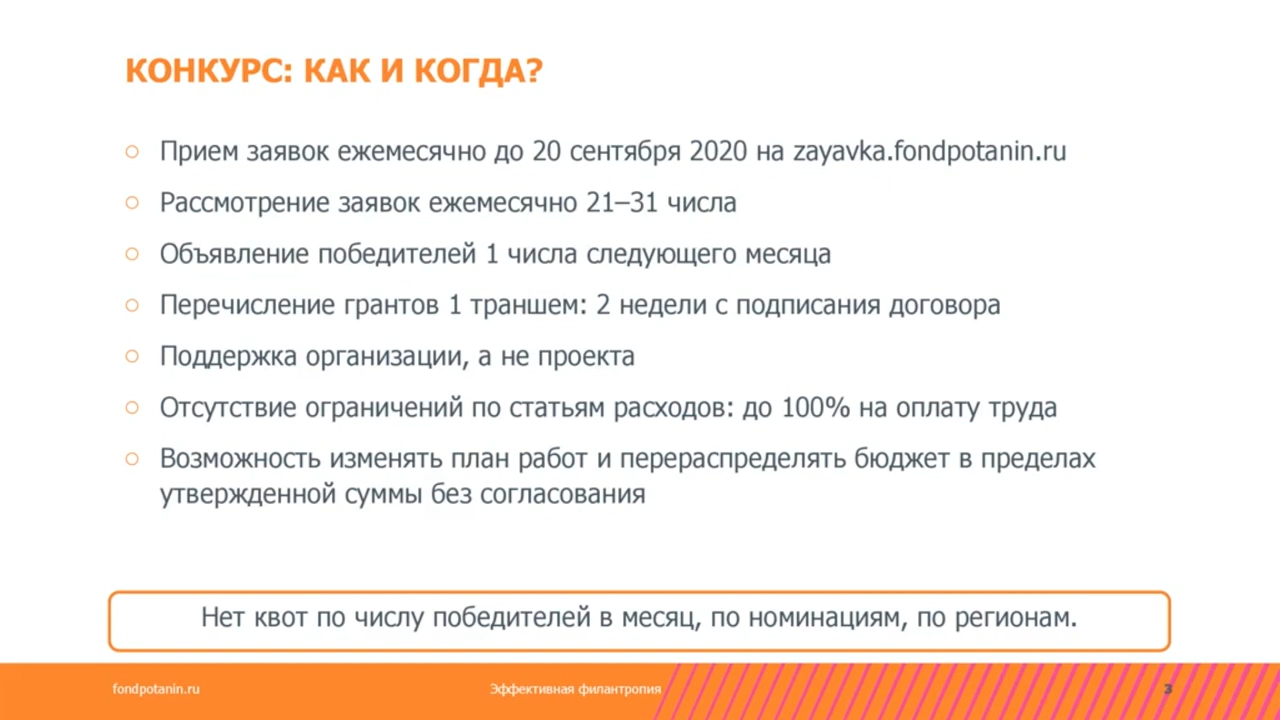 КОНКУРС: КАК И КОГДА?
○ Прием заявок ежемесячно до 20 сентября 2020 на zayavka.fondpotanin.ru
○ Рассмотрение заявок ежемесячно 21–31 числа
○ Объявление победителей 1 числа следующего месяца
○ Перечисление грантов 1 траншем: 2 недели с подписания договора
○ Поддержка организации, а не проекта
○ Отсутствие ограничений по статьям расходов: до 100% на оплату труда
○ Возможность изменять план работ и перераспределять бюджет в пределах
утвержденной суммы без согласования
Нет квот по числу победителей в месяц, по номинациям, по регионам.
fondpotanin.ru Эффективная филантропия 3